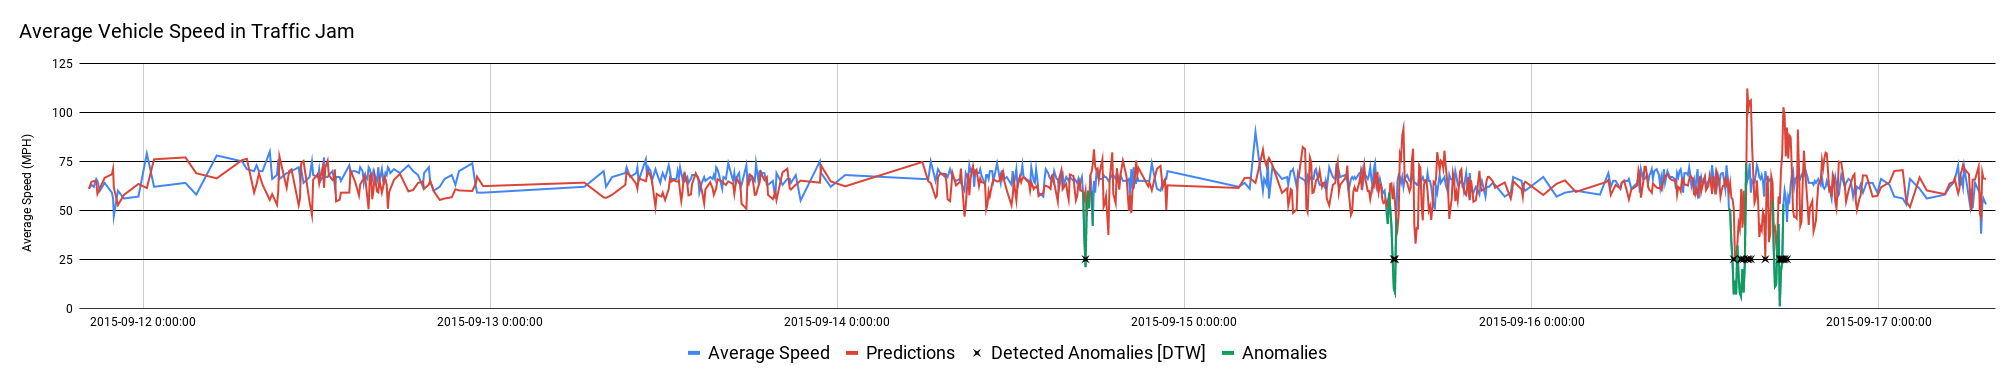 Average Vehicle Speed in Traffic Jam
125
100
75
50
25
0
Average Speed (MPH)
2015-09-12 0:00:00
2015-09-13 0:00:00
2015-09-14 0:00:00
2015-09-15 0:00:00
2015-09-16 0:00:00
2015-09-17 0:00:00
Average Speed
Predictions
Detected Anomalies [DTW]
Anomalies